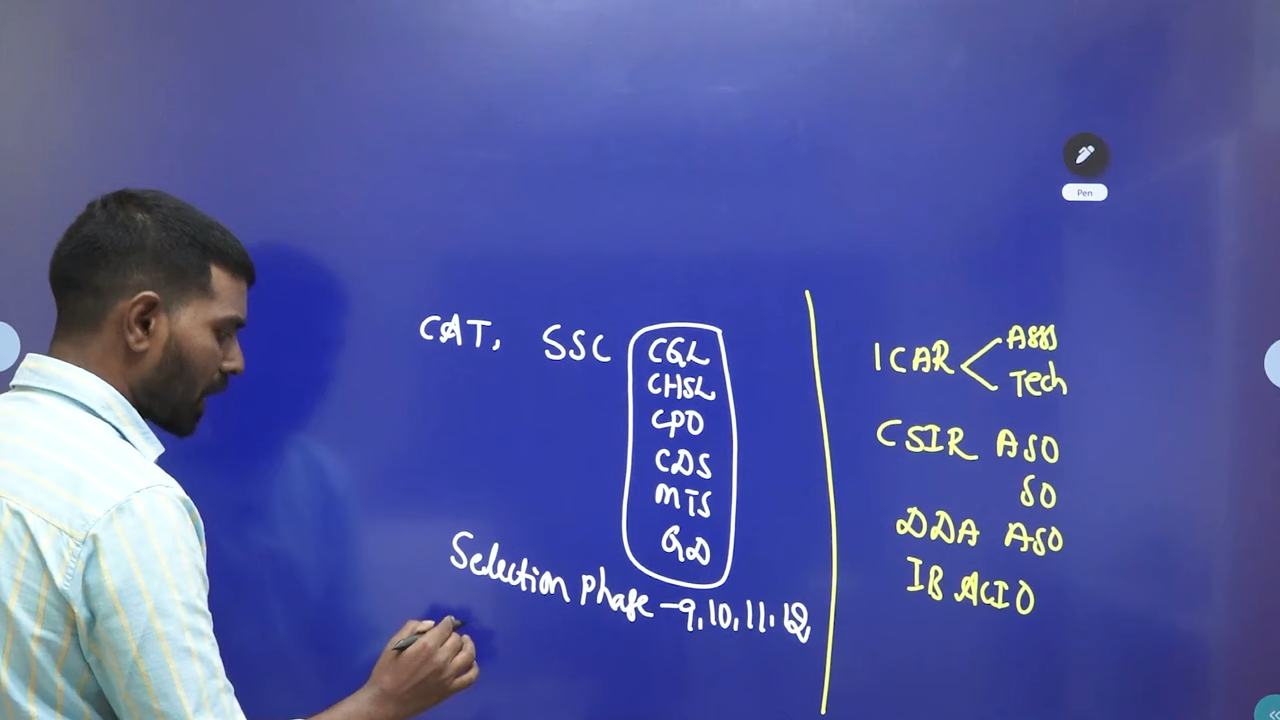 Pen
CAT, SSC CGL
CHSL
CPO
CDS
MTS
GD
Selection phase - 9, 10, 11, 12,
ICAR < Ass
Tech
CSIR ASO
SO
DDA ASO
IB ACIO